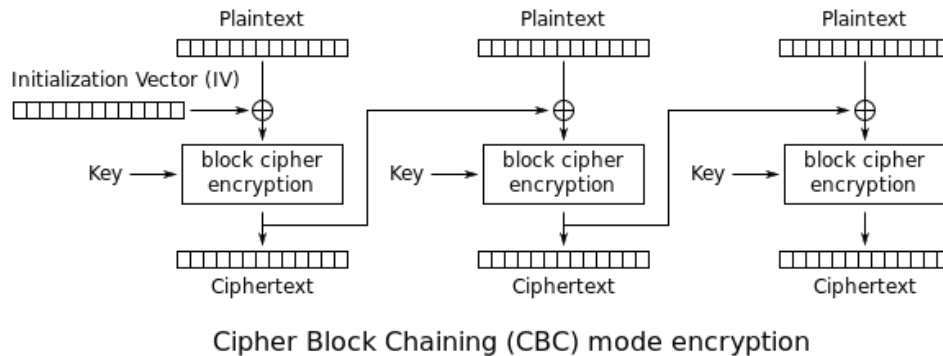 Plaintext
Plaintext
Plaintext
Initialization Vector (IV)
Key
block cipher
encryption
Key
block cipher
encryption
Key
block cipher
encryption
Ciphertext
Ciphertext
Ciphertext
Cipher Block Chaining (CBC) mode encryption